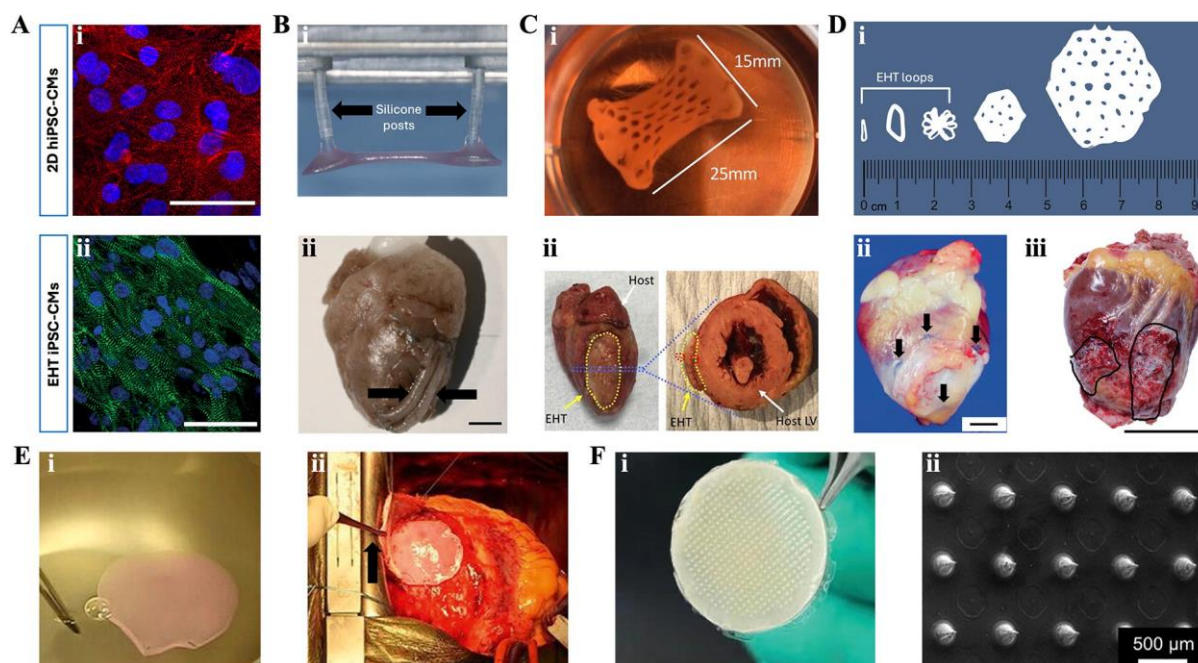 A
2D hiPSC-CMs
i
EHT iPSC-CMs
ii
B
i
Silicone
posts
ii
C
i
15mm
25mm
ii
Host
EHT
EHT
Host LV
D
i
EHT loops
0 cm 1 2 3 4 5 6 7 8 9
ii
iii
E
i
ii
F
i
ii
500 µm